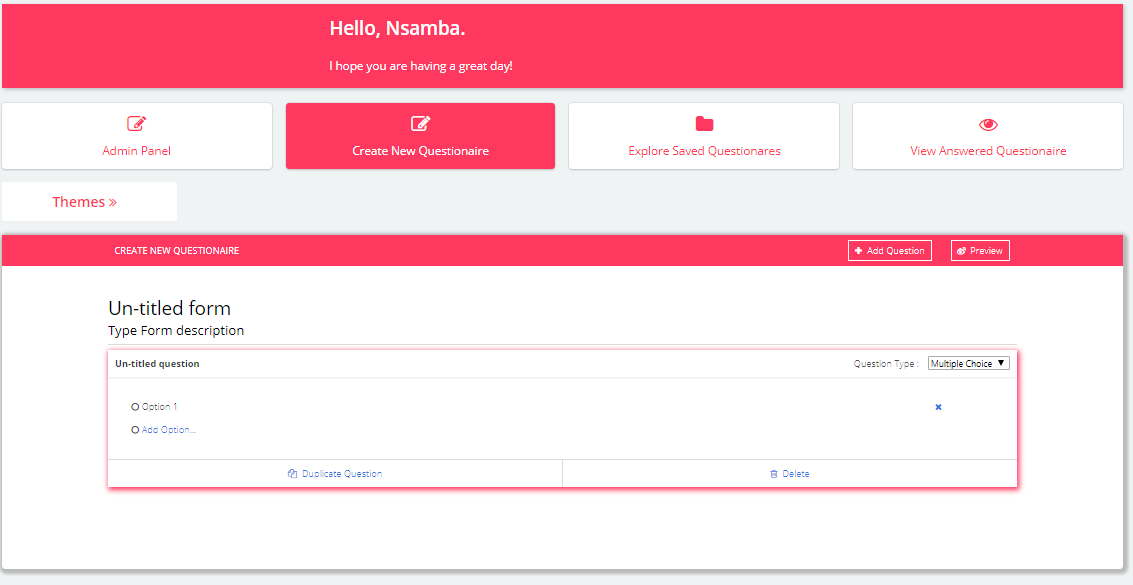 Hello, Nsamba.
I hope you are having a great day!
Admin Panel
Create New Questionaire
Explore Saved Questionares
View Answered Questionaire
Themes »
CREATE NEW QUESTIONAIRE
Add Question
Preview
Un-titled form
Type Form description
Un-titled question
Question Type :
Multiple Choice
Option 1
Add Option...
Duplicate Question
Delete